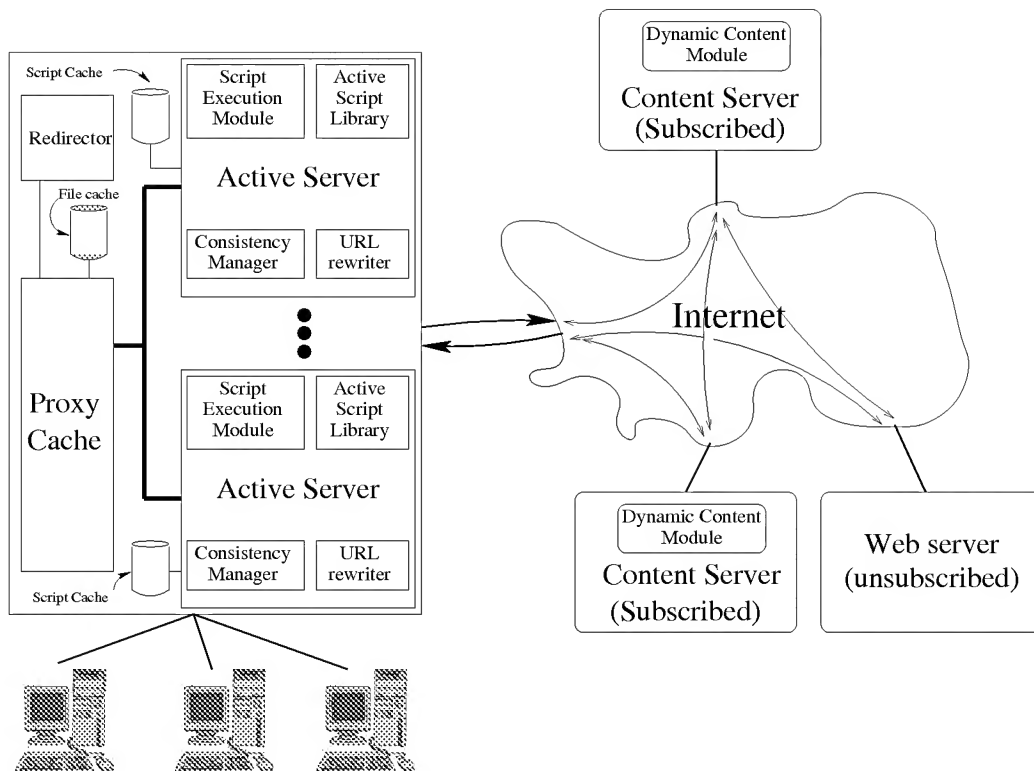 Script Cache
Redirector
File cache
Proxy
Cache
Script
Execution
Module
Active
Script
Library
Active Server
Consistency
Manager
URL
rewriter
Script
Execution
Module
Active
Script
Library
Active Server
Consistency
Manager
URL
rewriter
Script Cache
Dynamic Content
Module
Content Server
(Subscribed)
Internet
Dynamic Content
Module
Content Server
(Subscribed)
Web server
(unsubscribed)